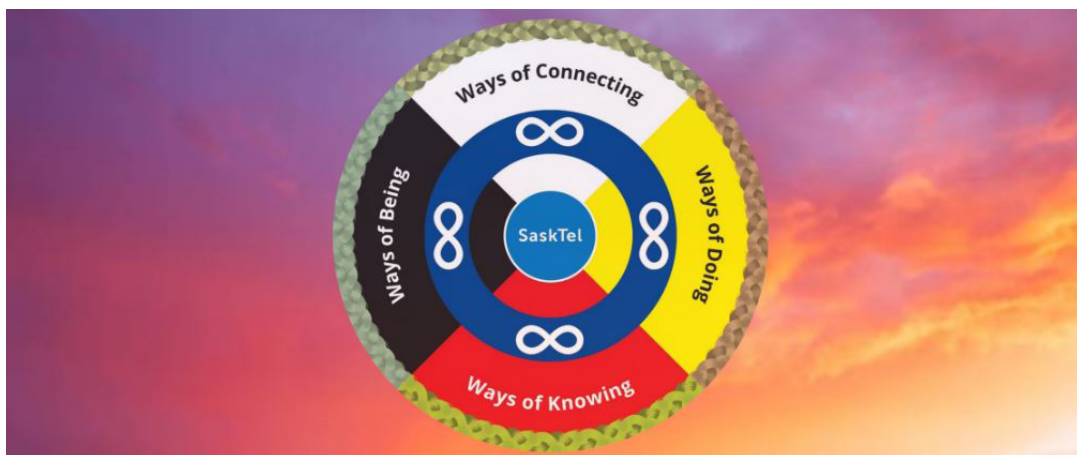 Ways of Connecting
Ways of Being
SaskTel
Ways of Doing
Ways of Knowing